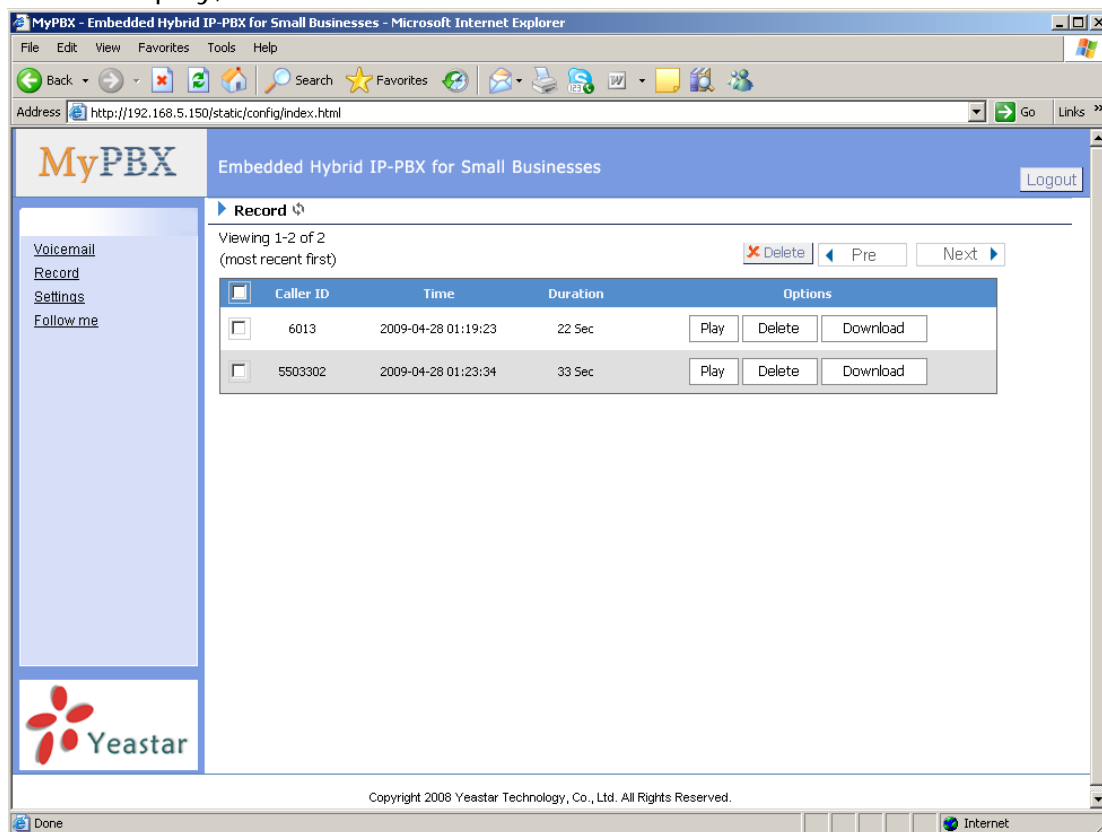 MyPBX - Embedded Hybrid IP-PBX for Small Businesses - Microsoft Internet Explorer
File Edit View Favorites Tools Help
Back Search Favorites
Address http://192.168.5.150/static/config/index.html Go Links »
MyPBX Embedded Hybrid IP-PBX for Small Businesses
Logout
Record
Voicemail
Record
Settings
Follow me
Viewing 1-2 of 2
(most recent first)
Delete Pre Next
Caller ID Time Duration Options
6013 2009-04-28 01:19:23 22 Sec Play Delete Download
5503302 2009-04-28 01:23:34 33 Sec Play Delete Download
Yeastar
Copyright 2008 Yeastar Technology, Co., Ltd. All Rights Reserved.
Done Internet